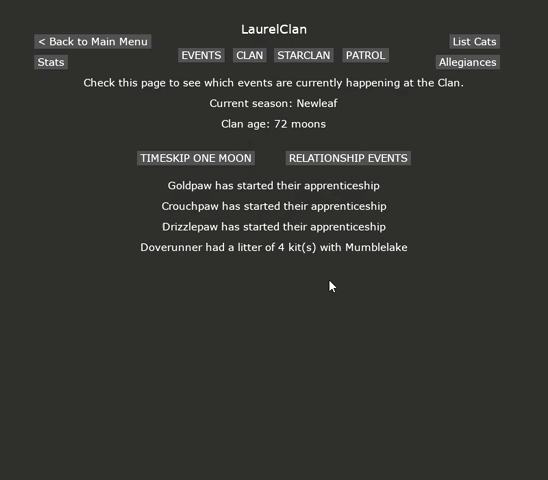 LaurelClan
< Back to Main Menu
List Cats
EVENTS CLAN STARCLAN PATROL
Stats
Allegiances
Check this page to see which events are currently happening at the Clan.
Current season: Newleaf
Clan age: 72 moons
TIMESKIP ONE MOON RELATIONSHIP EVENTS
Goldpaw has started their apprenticeship
Crouchpaw has started their apprenticeship
Drizzlepaw has started their apprenticeship
Doverunner had a litter of 4 kit(s) with Mumblelake